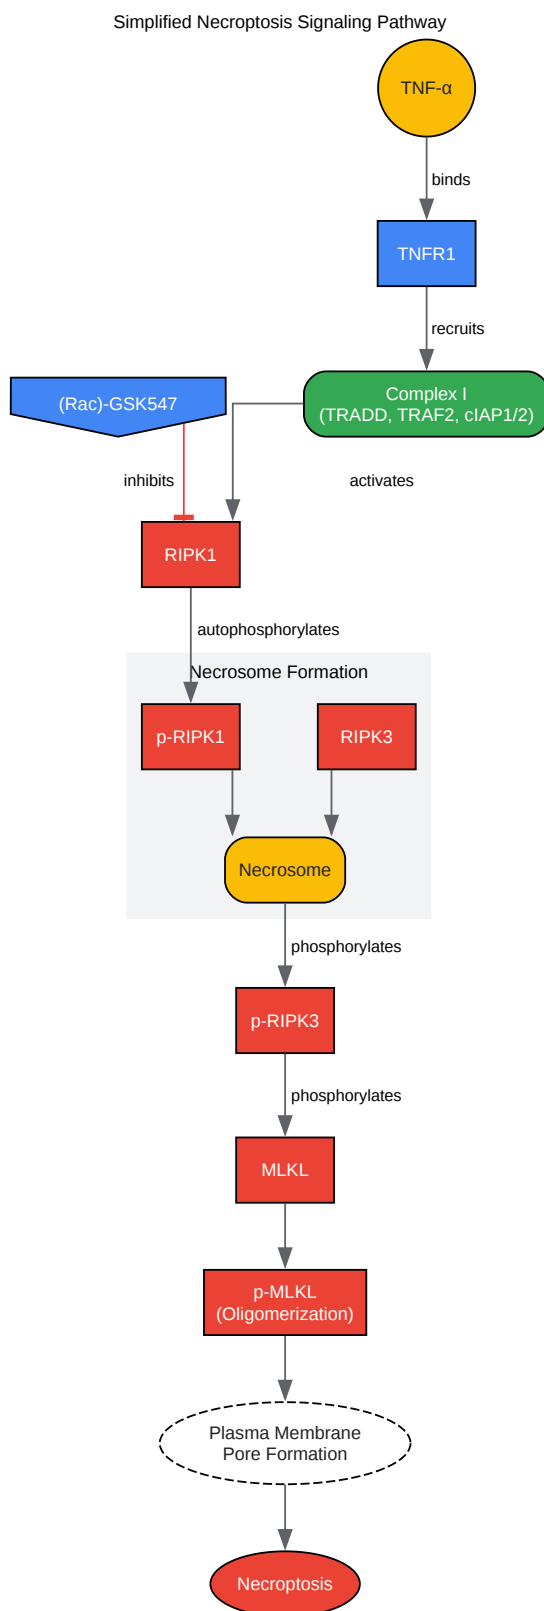 Simplified Necroptosis Signaling Pathway
TNF-α
binds
TNFR1
recruits
Complex I
(TRADD, TRAF2, cIAP1/2)
(Rac)-GSK547
inhibits
activates
RIPK1
autophosphorylates
Necrosome Formation
p-RIPK1
RIPK3
Necrosome
phosphorylates
p-RIPK3
phosphorylates
MLKL
p-MLKL
(Oligomerization)
Plasma Membrane
Pore Formation
Necroptosis